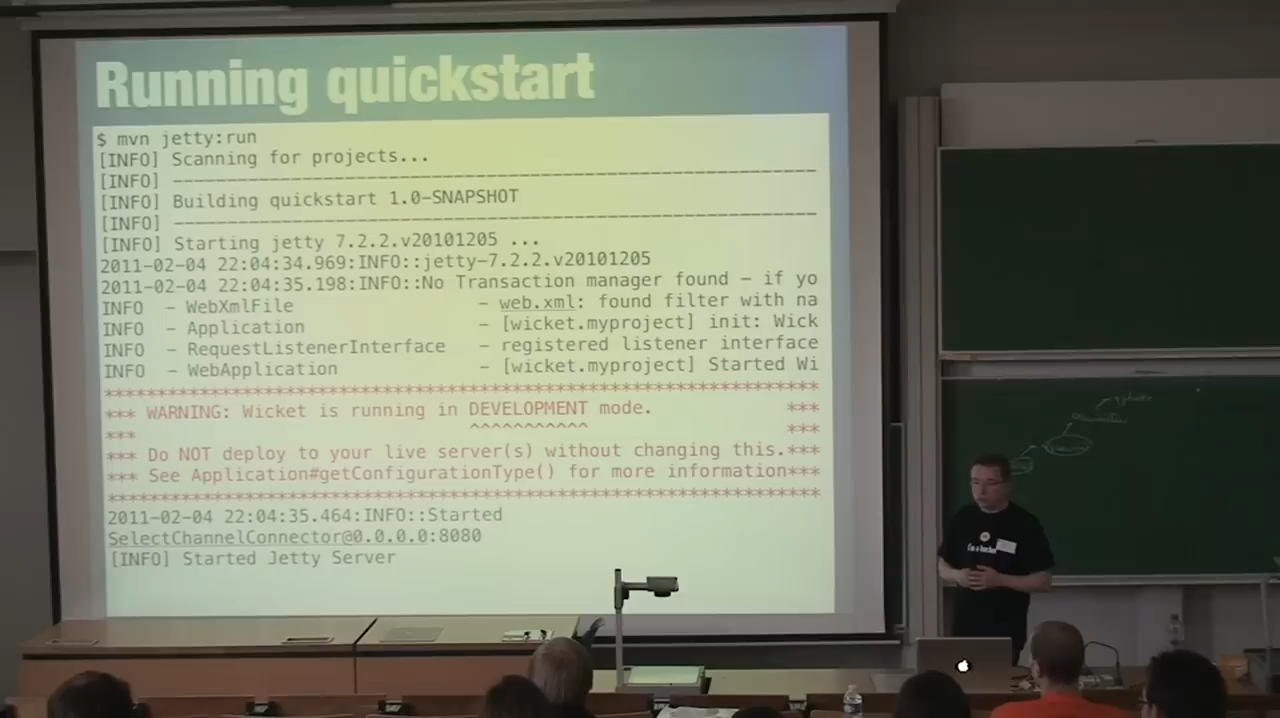 Running quickstart
$ mvn jetty:run
[INFO] Scanning for projects...
[INFO] ------------------------------------------------------------------------
[INFO] Building quickstart 1.0-SNAPSHOT
[INFO] ------------------------------------------------------------------------
[INFO] Starting jetty 7.2.2.v20101205 ...
2011-02-04 22:04:34.969:INFO::jetty-7.2.2.v20101205
2011-02-04 22:04:35.198:INFO::No Transaction manager found - if yo
INFO - WebXmlFile - web.xml: found filter with na
INFO - Application - [wicket.myproject] init: Wick
INFO - RequestListenerInterface - registered listener interface
INFO - WebApplication - [wicket.myproject] Started Wi
********************************************************************
*** WARNING: Wicket is running in DEVELOPMENT mode. ***
*** ^^^^^^^^^^^ ***
*** Do NOT deploy to your live server(s) without changing this.***
*** See Application#getConfigurationType() for more information***
********************************************************************
2011-02-04 22:04:35.464:INFO::Started
SelectChannelConnector@0.0.0.0:8080
[INFO] Started Jetty Server
I'm a